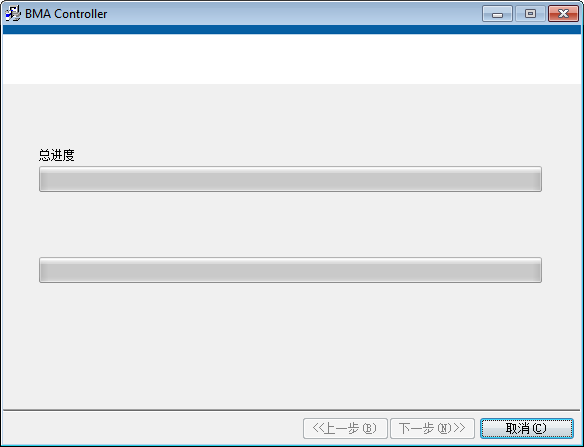 BMA Controller
总进度
<<上一步(B)
下一步(N)>>
取消(C)